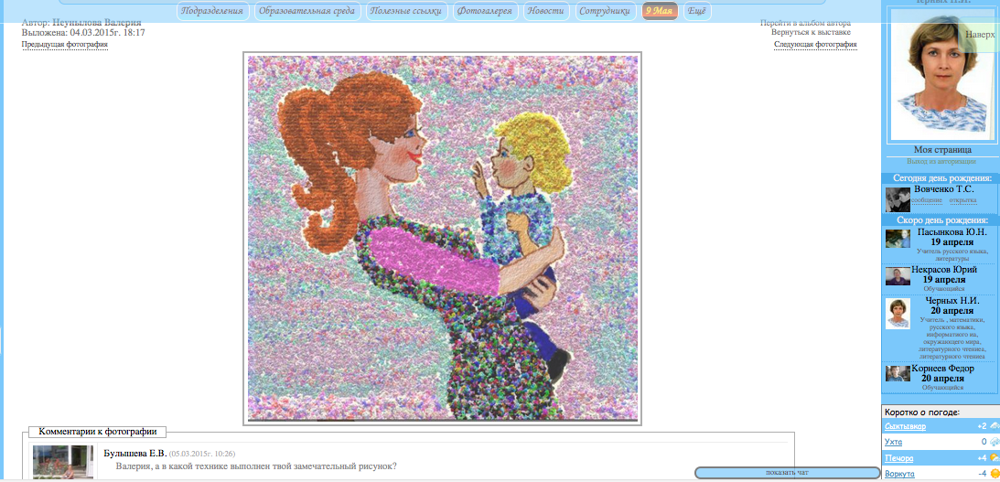 Подразделения Образовательная среда Полезные ссылки Фотогалерея Новости Сотрудники 9 Мая Ещё
Автор: Неупылова Валерия
Выложена: 04.03.2015г. 18:17
Предыдущая фотография
Перейти в альбом автора
Вернуться к выставке
Следующая фотография
Комментарии к фотографии
Булышева Е.В. (05.03.2015г. 10:26)
Валерия, а в какой технике выполнен твой замечательный рисунок?
показать чат
Черных Н.И.
Наверх
Моя страница
Выход из авторизации
Сегодня день рождения:
Вовченко Т.С.
сообщение открытка
Скоро день рождения:
Пасынкова Ю.Н.
19 апреля
Учитель русского языка,
литературы
Некрасов Юрий
19 апреля
Обучающийся
Черных Н.И.
20 апреля
Учитель , математики,
русского языка,
информатиого ка,
окружающего мира,
литературного чтениеа,
литературного чтениеа
Корнеев Федор
20 апреля
Обучающийся
Коротко о погоде:
Сыктывкар +2
Ухта 0
Печора +4
Воркута -4